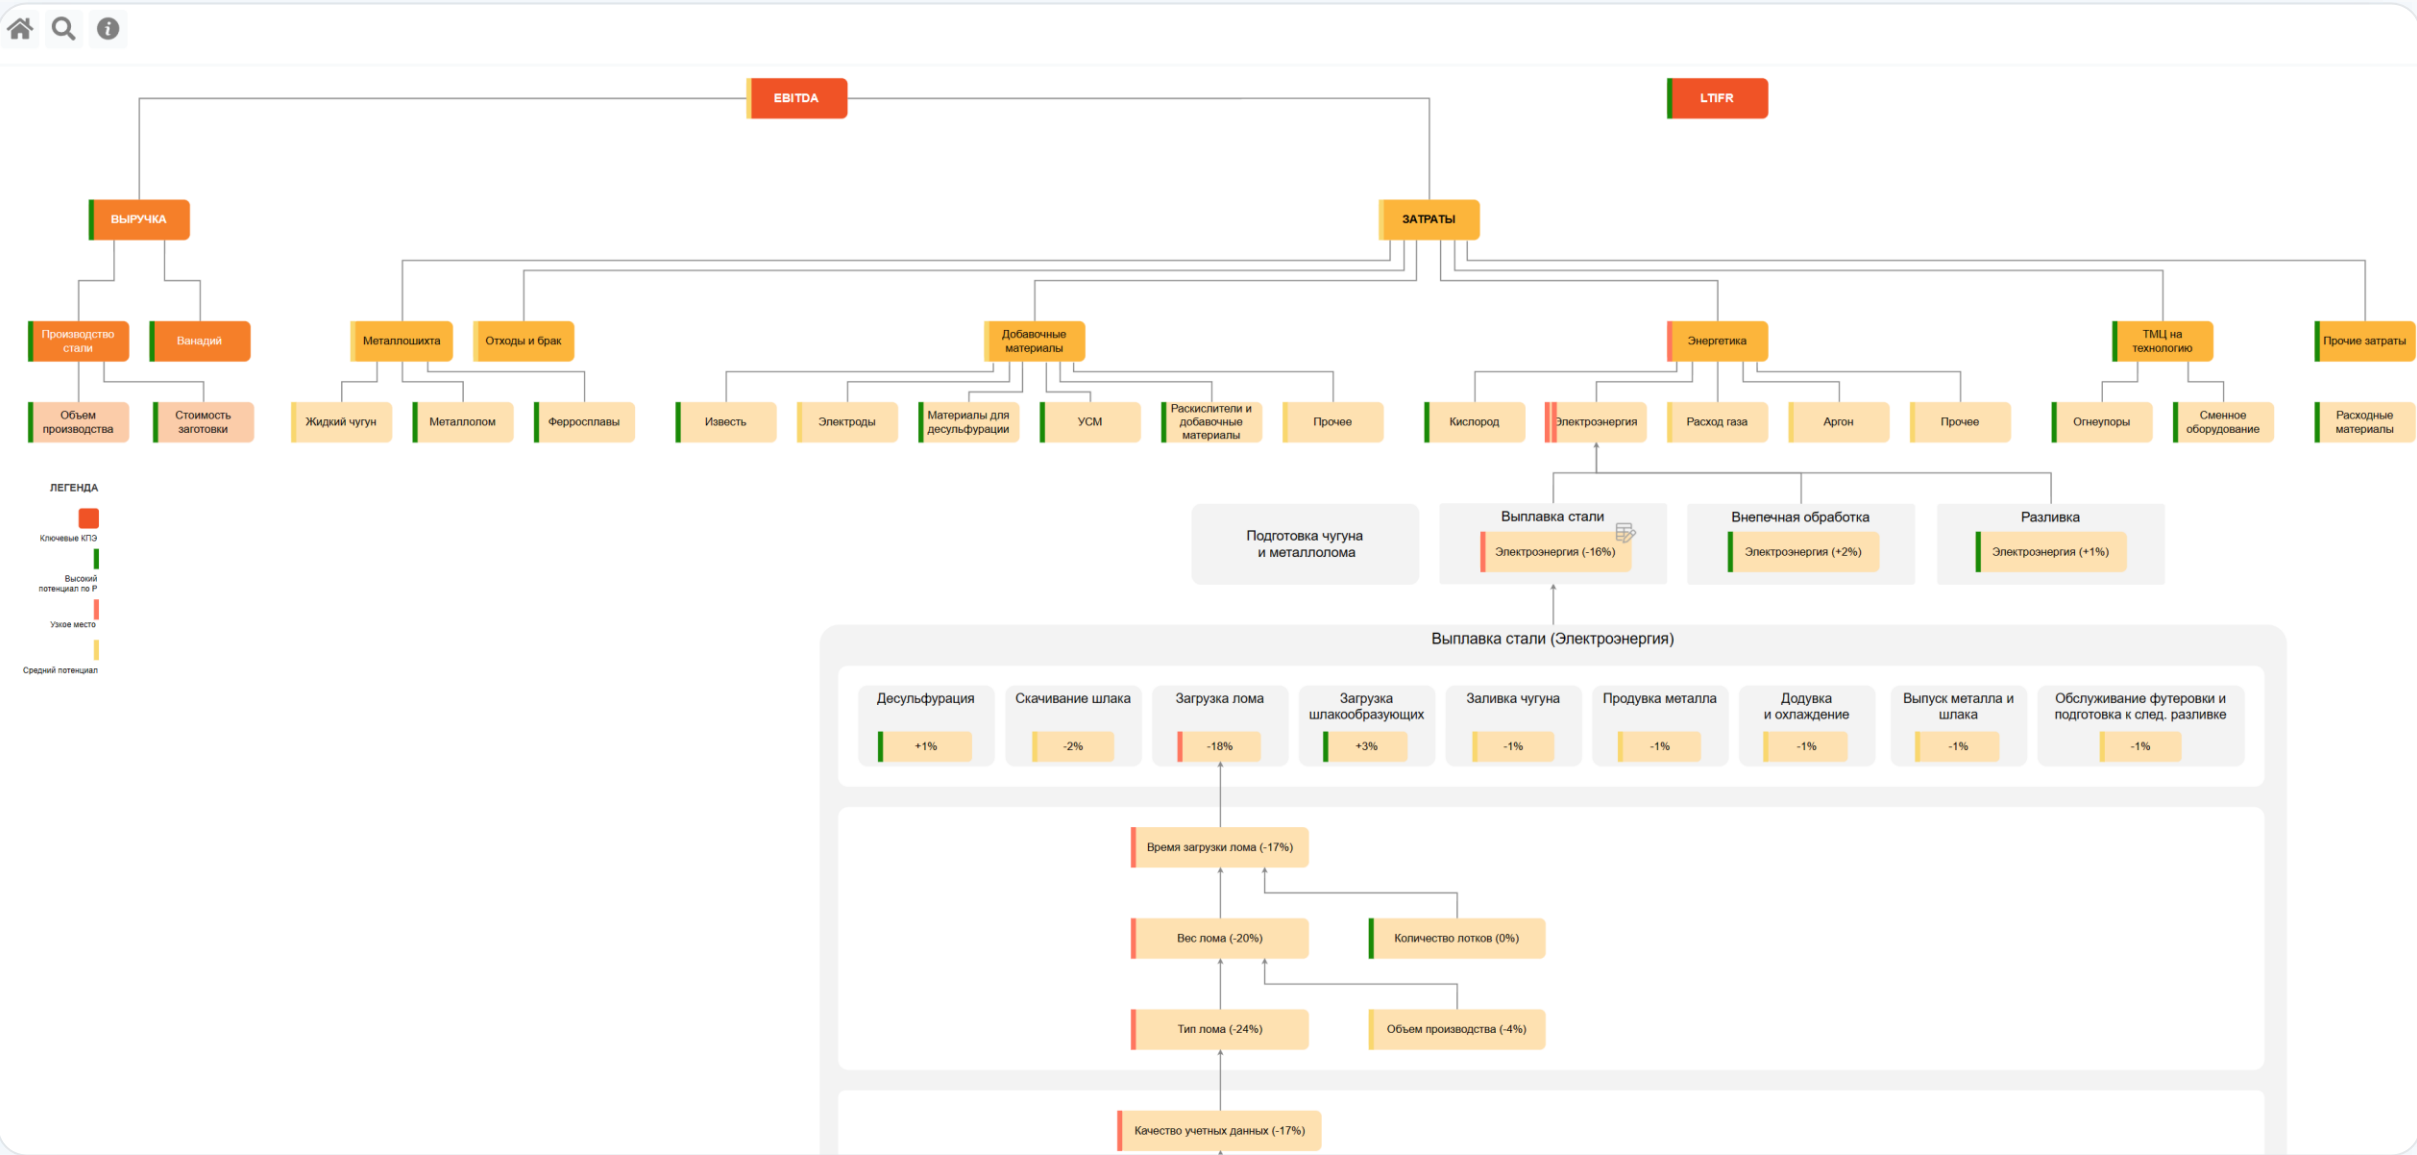 EBITDA
LTIFR
ВЫРУЧКА
ЗАТРАТЫ
Производство
стали
Ванадий
Металлошихта
Отходы и брак
Добавочные
материалы
Энергетика
ТМЦ на
технологию
Прочие затраты
Объем
производства
Стоимость
заготовки
Жидкий чугун
Металлолом
Ферросплавы
Известь
Электроды
Материалы для
десульфурации
УСМ
Раскислители и
добавочные
материалы
Прочее
Кислород
Электроэнергия
Расход газа
Аргон
Прочее
Огнеупоры
Сменное
оборудование
Расходные
материалы
ЛЕГЕНДА
Ключевые КПЭ
Высокий
потенциал по Р
Узкое место
Средний потенциал
Подготовка чугуна
и металлолома
Выплавка стали
Электроэнергия (-16%)
Внепечная обработка
Электроэнергия (+2%)
Разливка
Электроэнергия (+1%)
Выплавка стали (Электроэнергия)
Десульфурация
+1%
Скачивание шлака
-2%
Загрузка лома
-18%
Загрузка
шлакообразующих
+3%
Заливка чугуна
-1%
Продувка металла
-1%
Додувка
и охлаждение
-1%
Выпуск металла и
шлака
-1%
Обслуживание футеровки и
подготовка к след. разливке
-1%
Время загрузки лома (-17%)
Вес лома (-20%)
Количество лотков (0%)
Тип лома (-24%)
Объем производства (-4%)
Качество учетных данных (-17%)